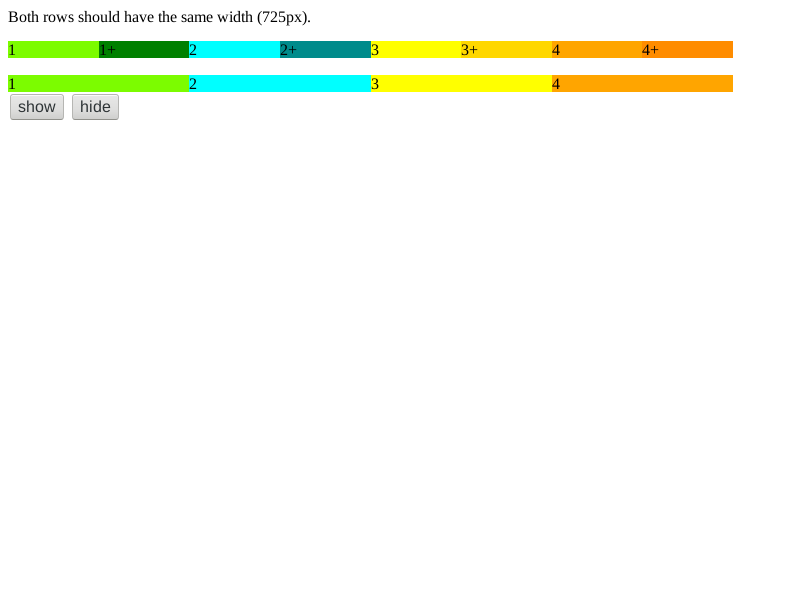 Both rows should have the same width (725px).
1 1+ 2 2+ 3 3+ 4 4+
1 2 3 4
show hide